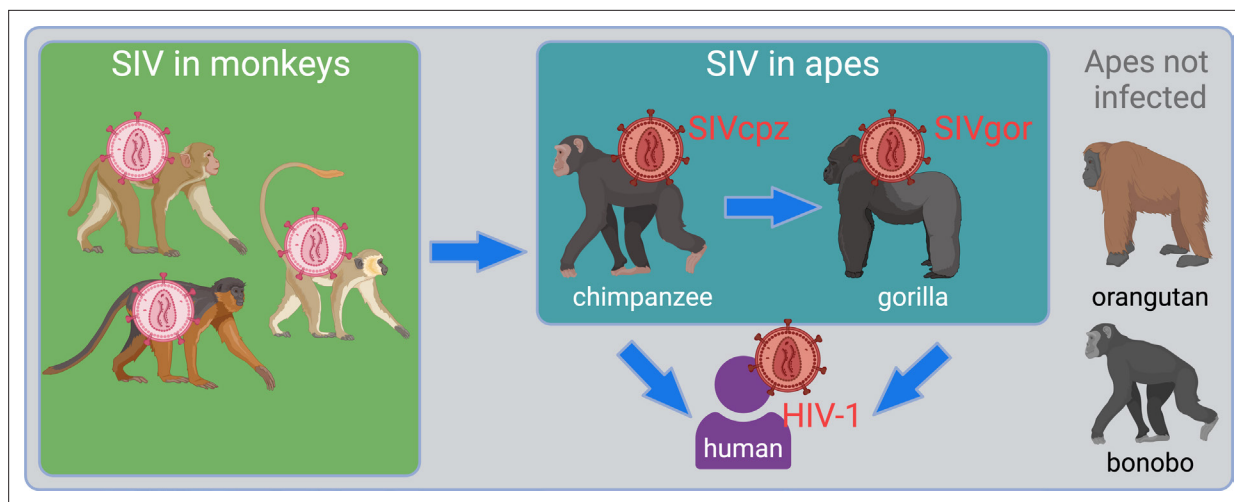 SIV in monkeys
SIV in apes
SIVcpz
SIVgor
chimpanzee
gorilla
HIV-1
human
Apes not
infected
orangutan
bonobo